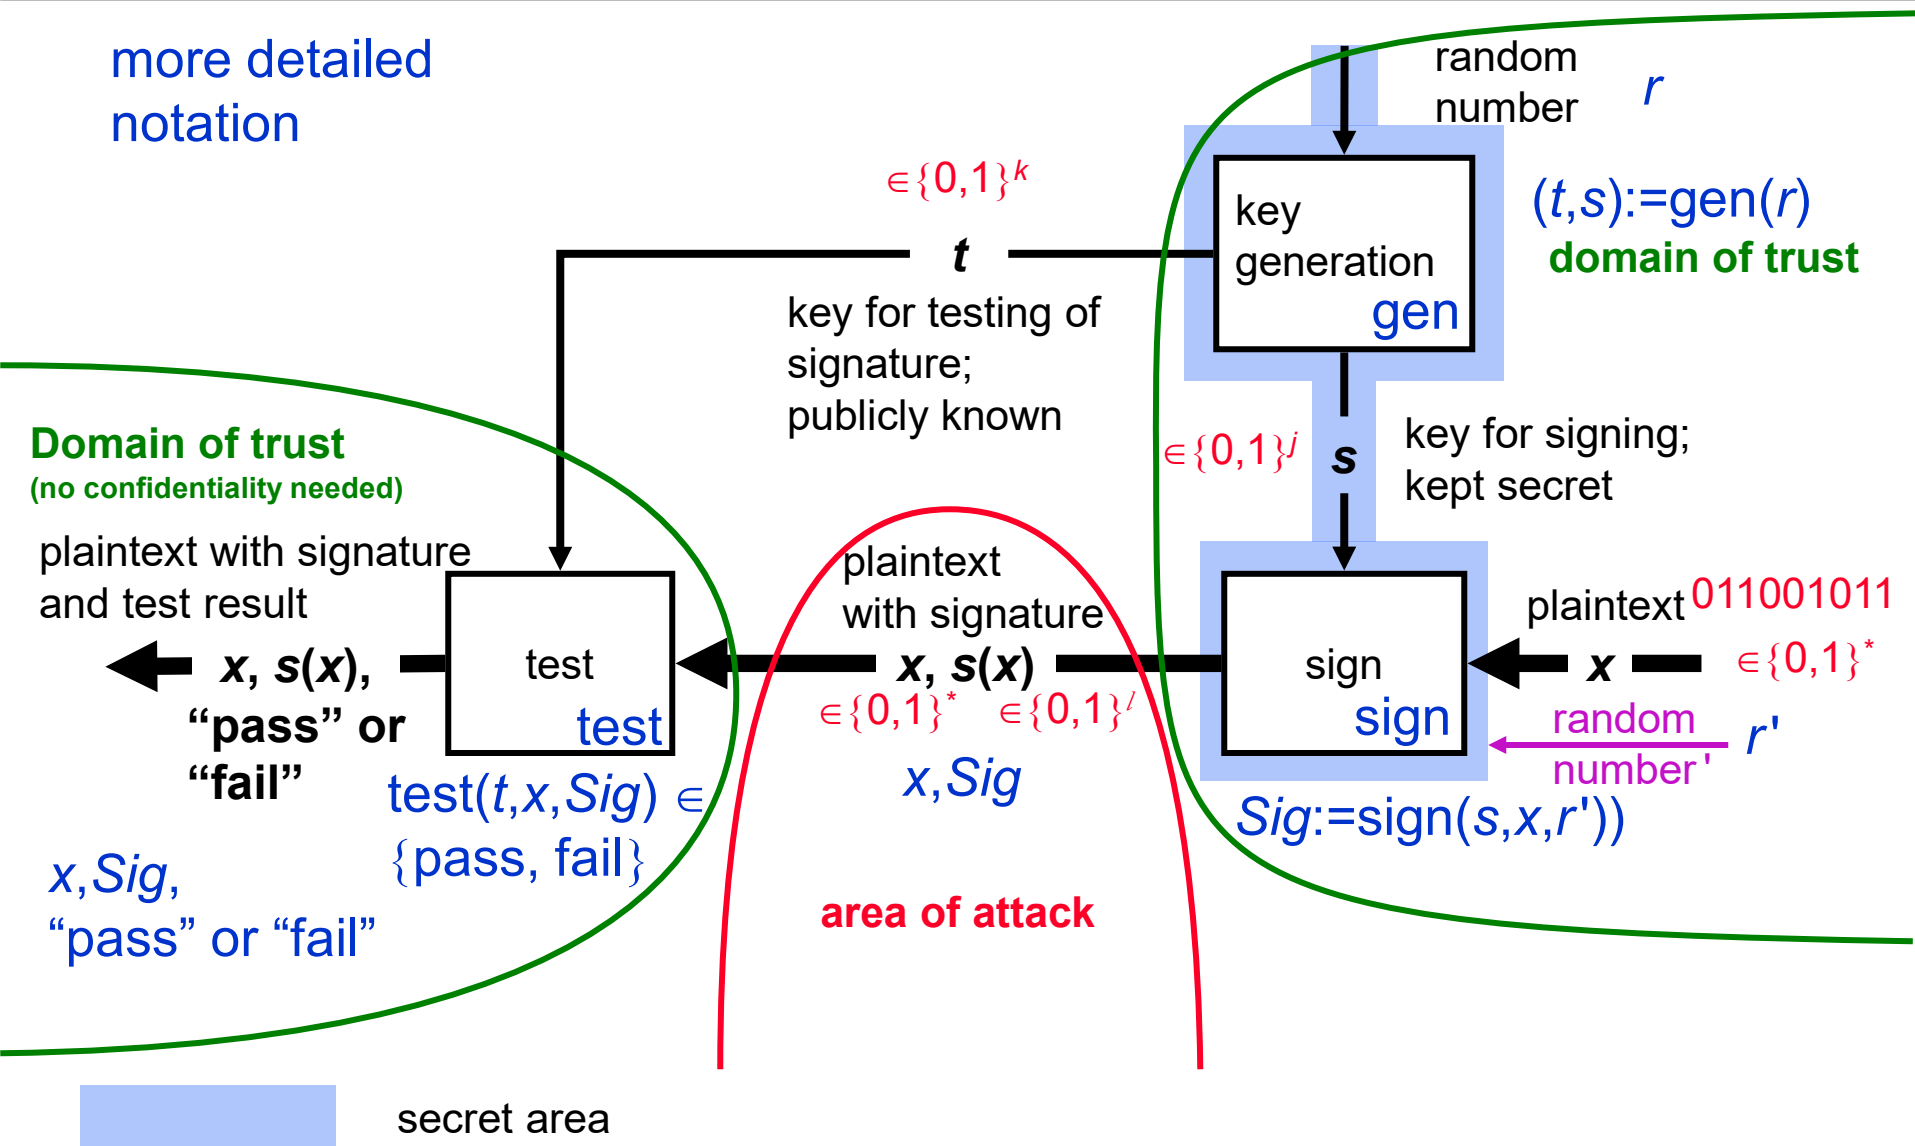 more detailed
notation
random
number
r
∈{0,1}^k
key
generation
gen
(t,s):=gen(r)
domain of trust
t
key for testing of
signature;
publicly known
Domain of trust
(no confidentiality needed)
∈{0,1}^j
s
key for signing;
kept secret
plaintext with signature
and test result
x, s(x),
“pass” or
“fail”
test
test
test(t,x,Sig) ∈
{pass, fail}
x,Sig,
“pass” or “fail”
plaintext
with signature
x, s(x)
∈{0,1}^* ∈{0,1}^l
x,Sig
area of attack
sign
sign
plaintext 011001011
x
∈{0,1}^*
random
number'
r'
Sig:=sign(s,x,r'))
secret area